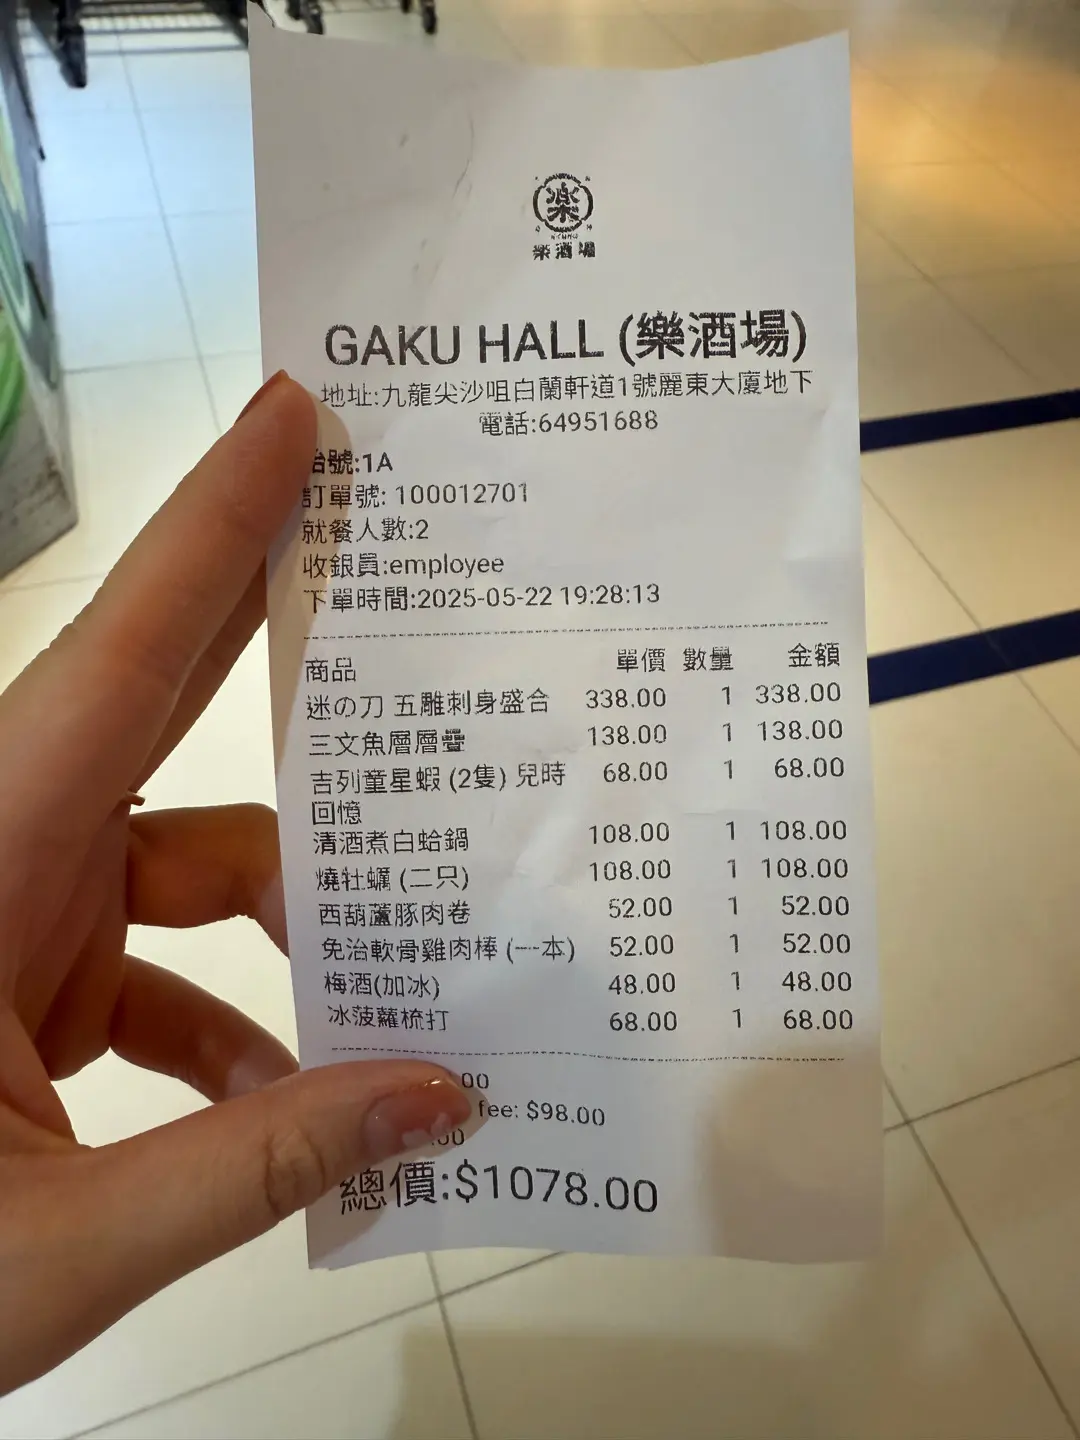 楽
樂酒場
GAKU HALL (樂酒場)
地址:九龍尖沙咀白蘭軒道1號麗東大廈地下
電話:64951688
台號:1A
訂單號: 100012701
就餐人數:2
收銀員:employee
下單時間:2025-05-22 19:28:13
商品 單價 數量 金額
迷の刀 五雕刺身盛合 338.00 1 338.00
三文魚層層疊 138.00 1 138.00
吉列童星蝦 (2隻) 兒時 68.00 1 68.00
回憶
清酒煮白蛤鍋 108.00 1 108.00
燒牡蠣 (二只) 108.00 1 108.00
西葫蘆豚肉卷 52.00 1 52.00
免治軟骨雞肉棒 (一本) 52.00 1 52.00
梅酒(加冰) 48.00 1 48.00
冰菠蘿梳打 68.00 1 68.00
.00
fee: $98.00
.00
總價:$1078.00